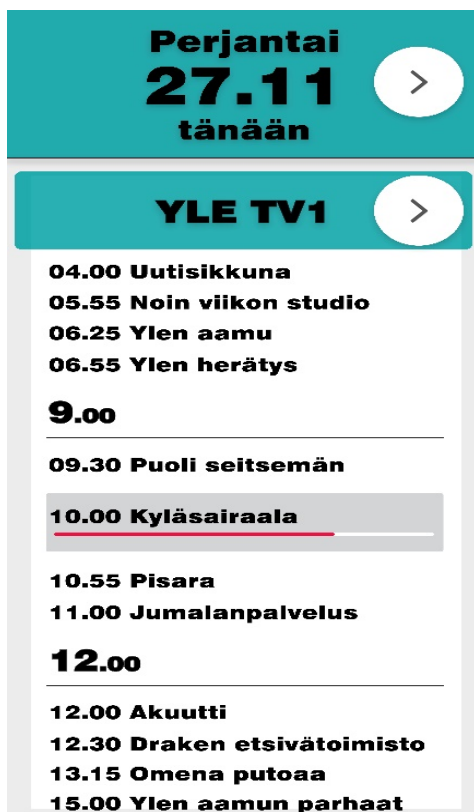 Perjantai
27.11
tänään
YLE TV1
04.00 Uutisikkuna
05.55 Noin viikon studio
06.25 Ylen aamu
06.55 Ylen herätys
9.00
09.30 Puoli seitsemän
10.00 Kyläsairaala
10.55 Pisara
11.00 Jumalanpalvelus
12.00
12.00 Akuutti
12.30 Draken etsivätoimisto
13.15 Omena putoaa
15.00 Ylen aamun parhaat